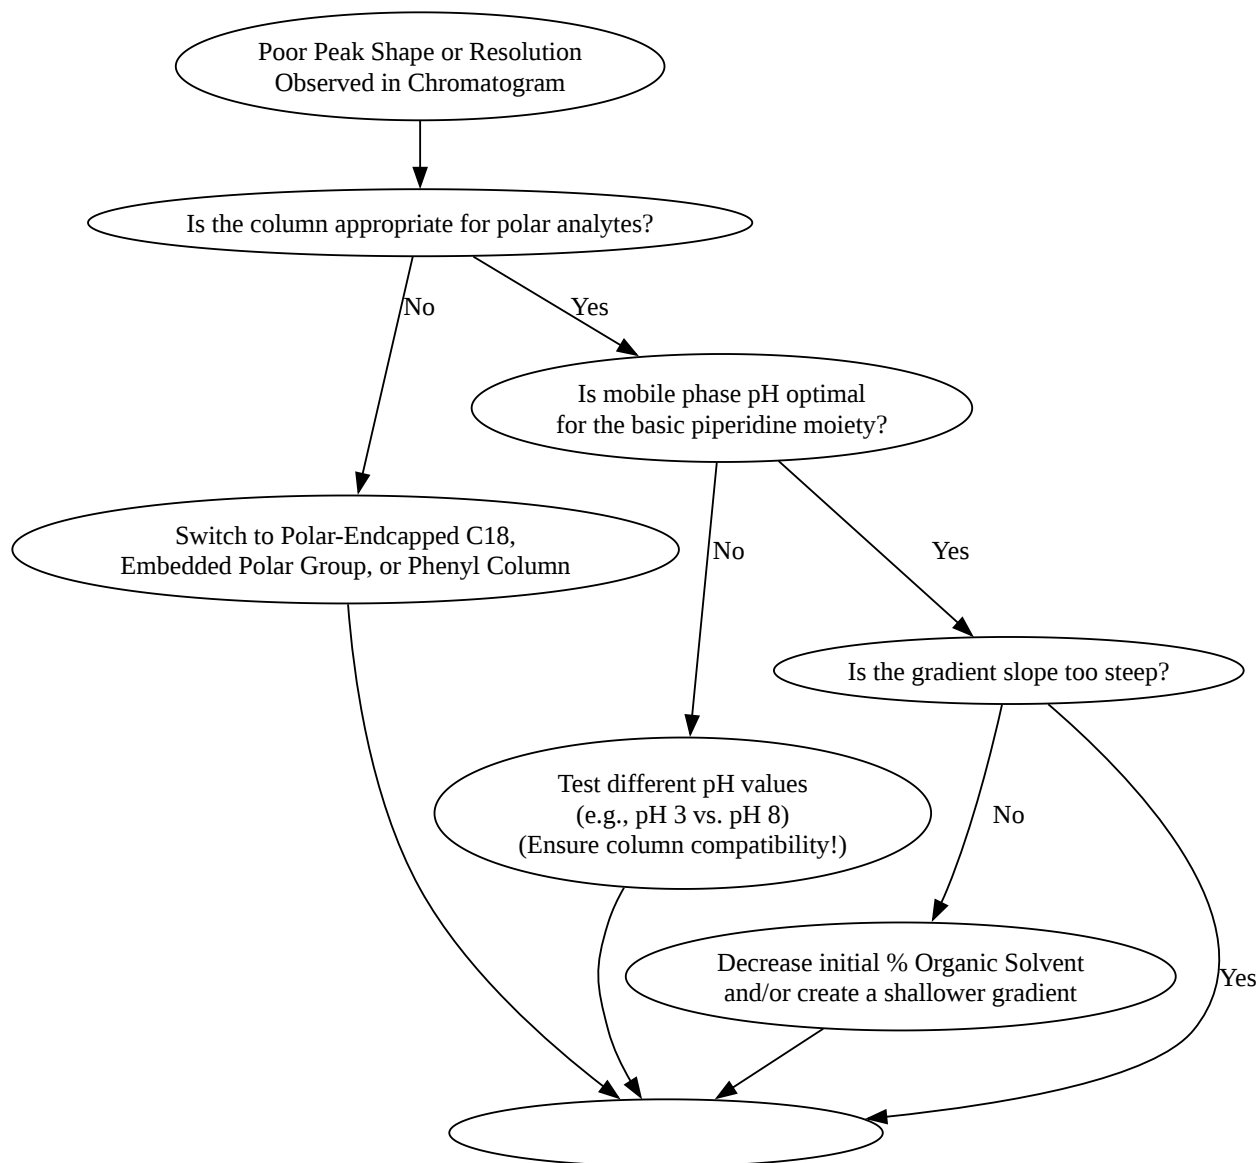 Poor Peak Shape or Resolution
Observed in Chromatogram
Is the column appropriate for polar analytes?
No
Yes
Is mobile phase pH optimal
for the basic piperidine moiety?
Switch to Polar-Endcapped C18,
Embedded Polar Group, or Phenyl Column
No
Yes
Is the gradient slope too steep?
Test different pH values
(e.g., pH 3 vs. pH 8)
(Ensure column compatibility!)
No
Decrease initial % Organic Solvent
and/or create a shallower gradient
Yes